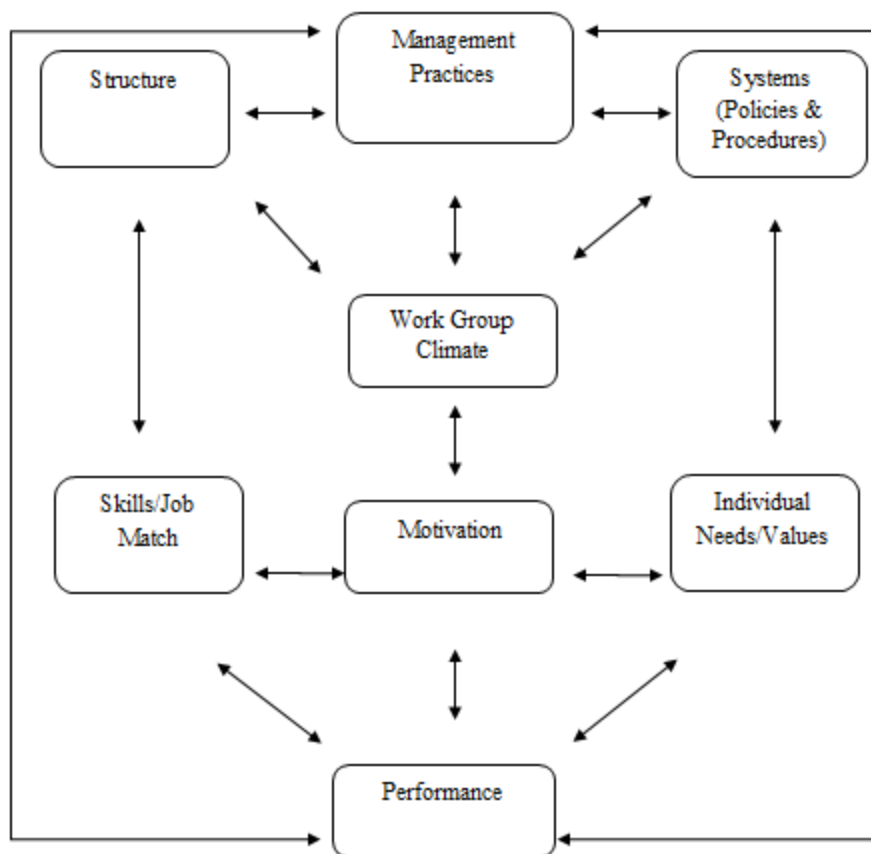 Management
Practices
Structure
Systems
(Policies &
Procedures)
Work Group
Climate
Skills/Job
Match
Motivation
Individual
Needs/Values
Performance